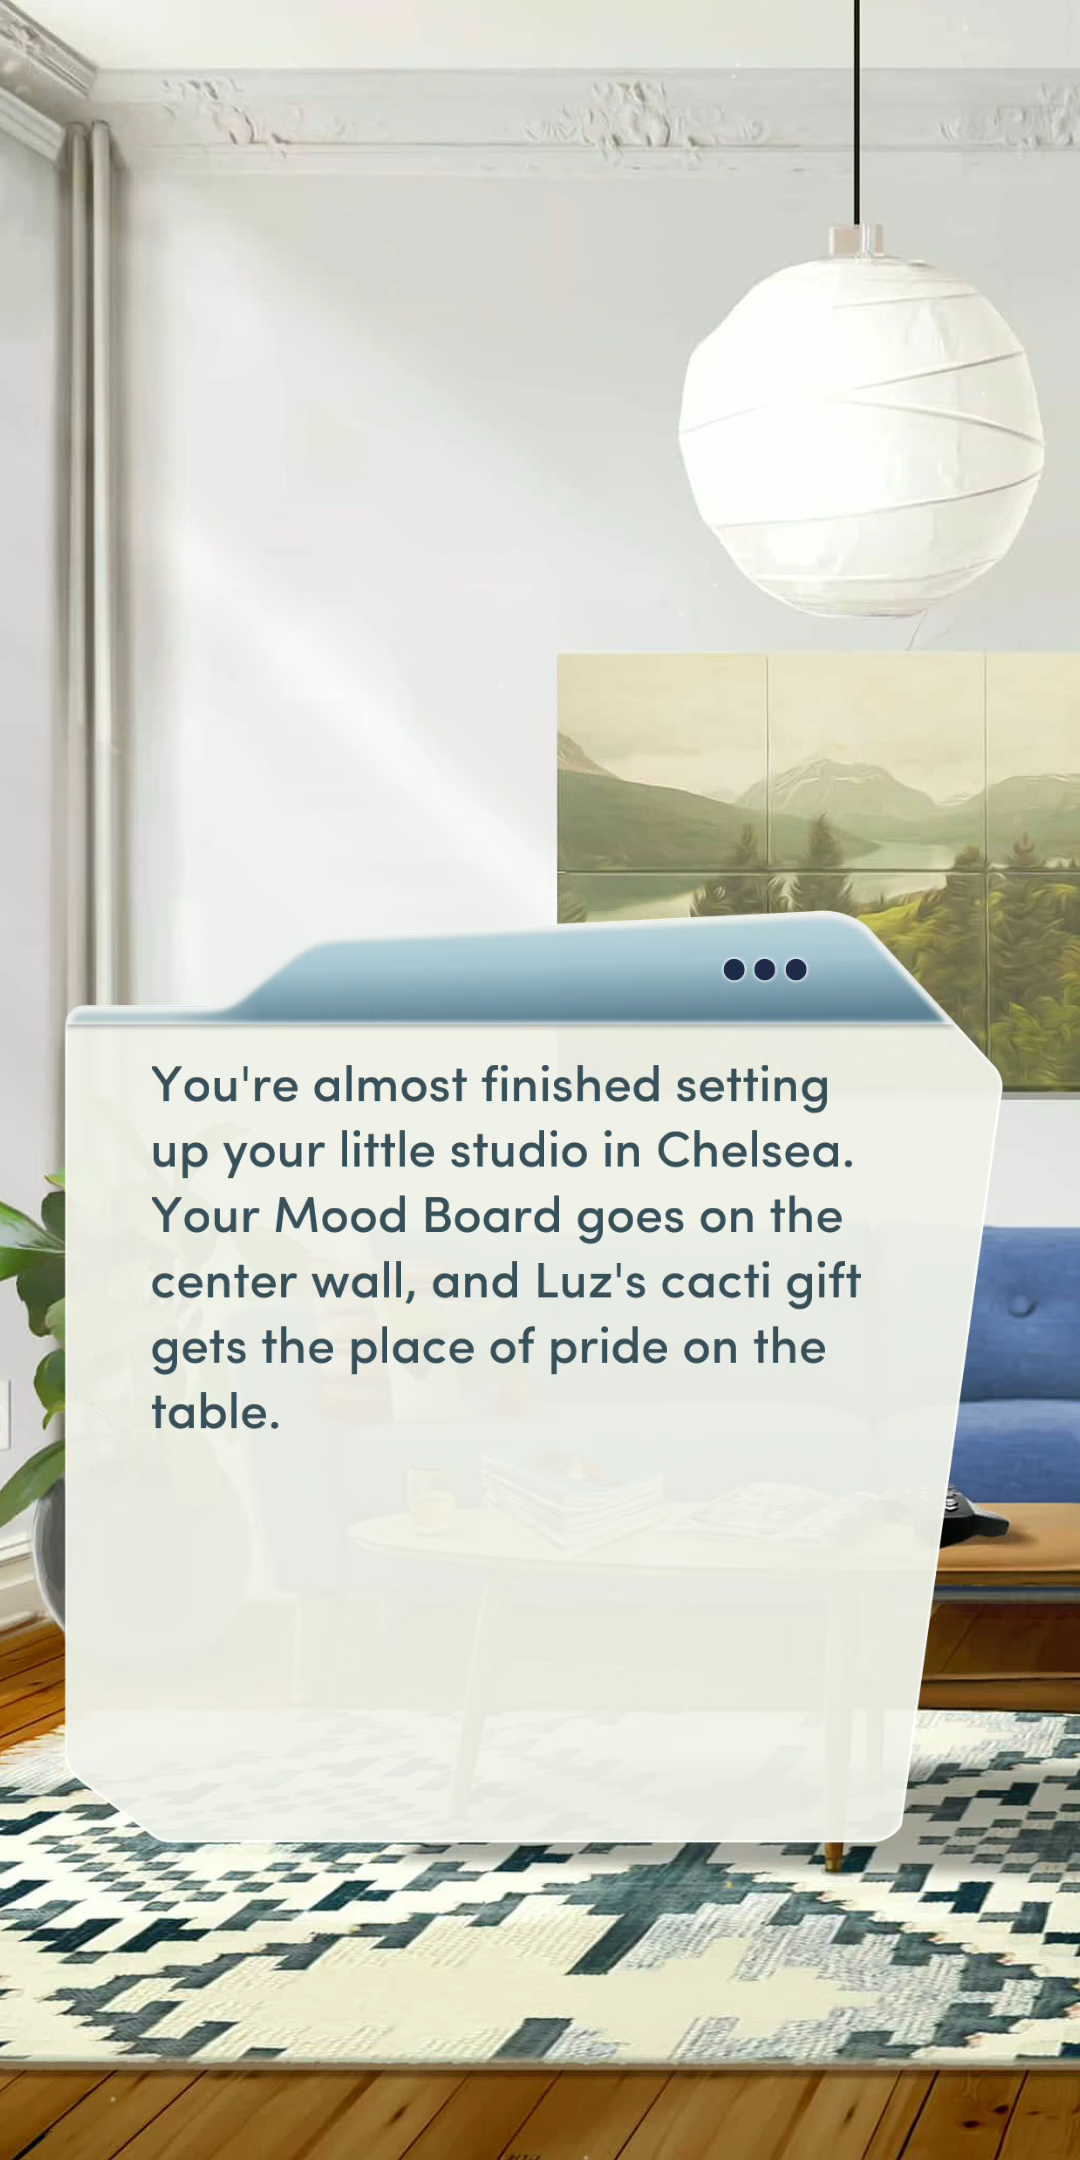 You're almost finished setting
up your little studio in Chelsea.
Your Mood Board goes on the
center wall, and Luz's cacti gift
gets the place of pride on the
table.